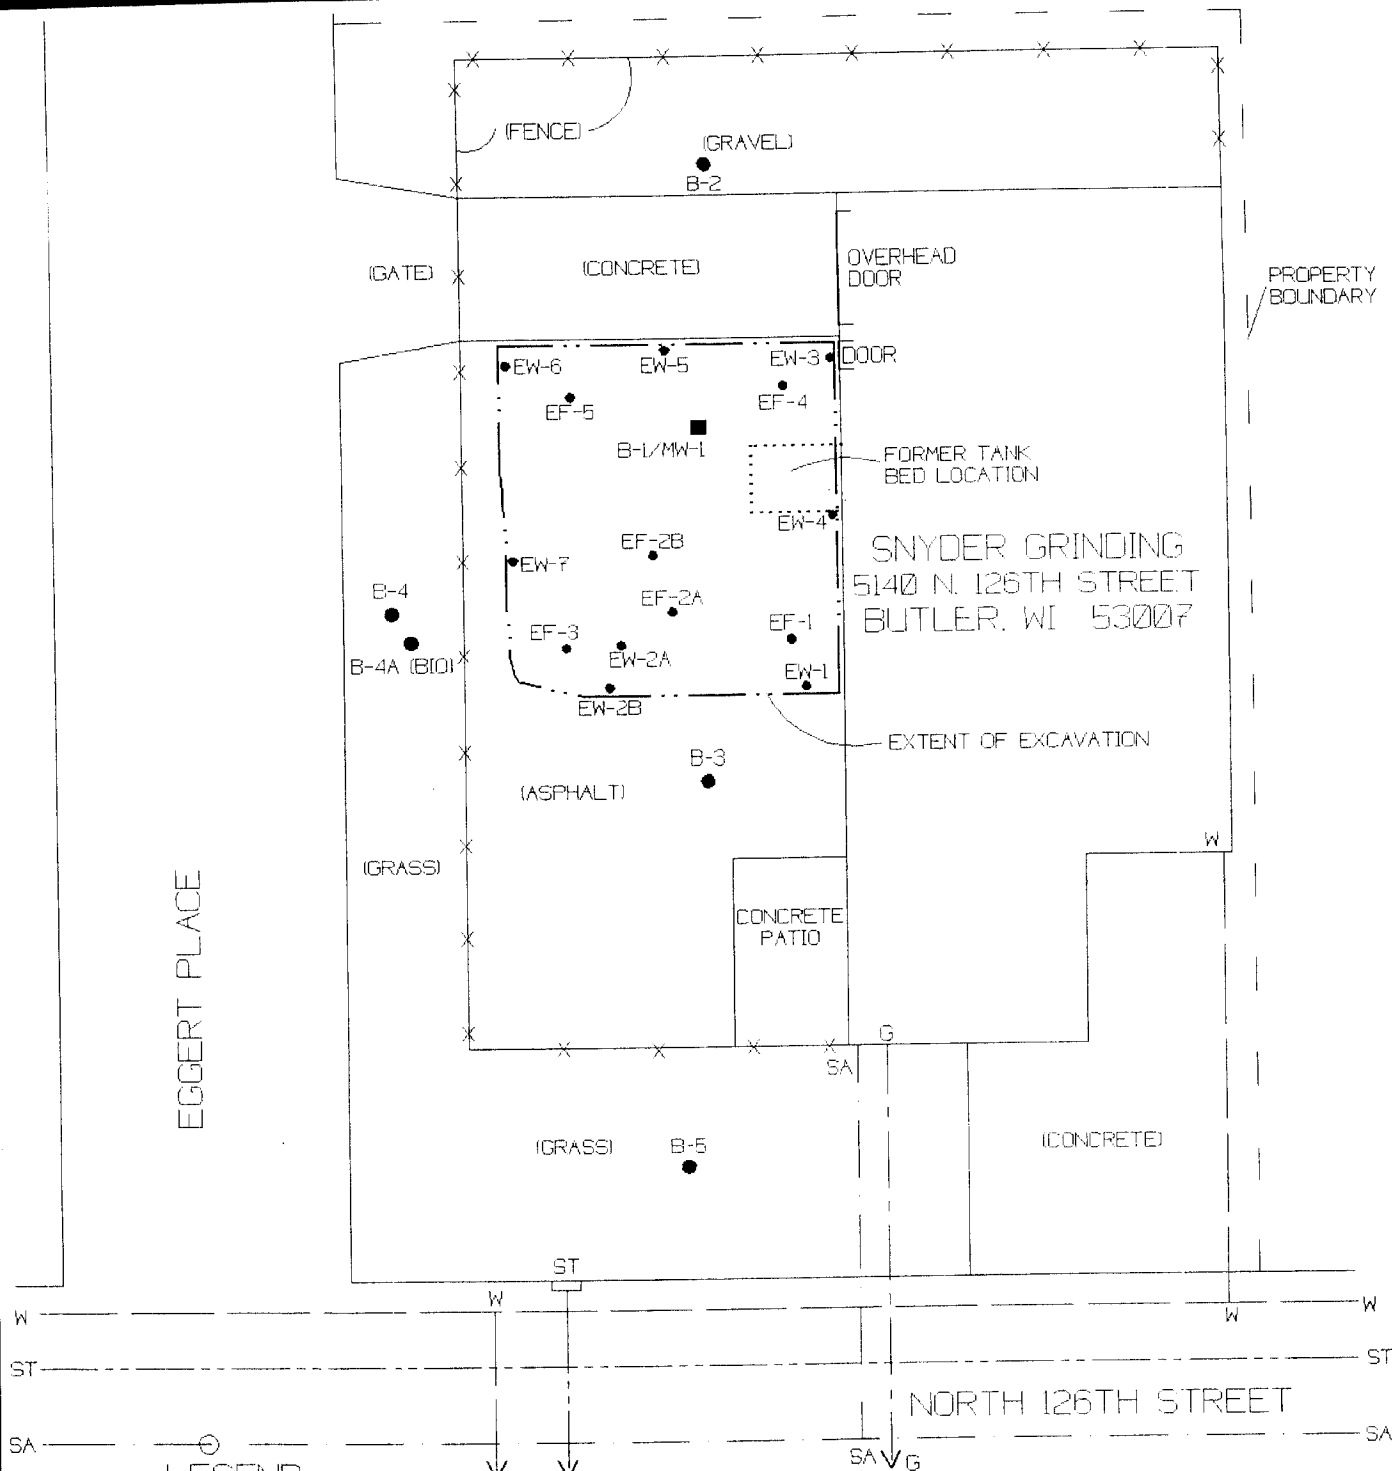 (FENCE)
(GRAVEL)
B-2
(GATE)
(CONCRETE)
OVERHEAD
DOOR
PROPERTY
BOUNDARY
EW-6
EW-5
EW-3
DOOR
EF-5
EF-4
B-1/MW-1
FORMER TANK
BED LOCATION
EW-4
SNYDER GRINDING
5140 N. 126TH STREET
BUTLER, WI 53007
EF-2B
EW-7
B-4
EF-2A
EF-1
EF-3
B-4A (BIO)
EW-2A
EW-1
EW-2B
EXTENT OF EXCAVATION
B-3
(ASPHALT)
W
(GRASS)
EGGERT PLACE
CONCRETE
PATIO
G
SA
(GRASS)
B-5
(CONCRETE)
ST
W
W
W
W
ST
ST
NORTH 126TH STREET
SA
SA
SA
G
LEGEND